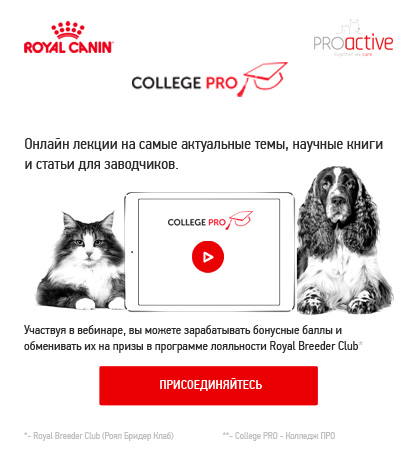 ROYAL CANIN
PROactive
together we care
COLLEGE PRO
Онлайн лекции на самые актуальные темы, научные книги
и статьи для заводчиков.
COLLEGE PRO
Участвуя в вебинаре, вы можете зарабатывать бонусные баллы и
обменивать их на призы в программе лояльности Royal Breeder Club*
ПРИСОЕДИНЯЙТЕСЬ
*- Royal Breeder Club (Роял Бридер Клаб)
**- College PRO - Колледж ПРО